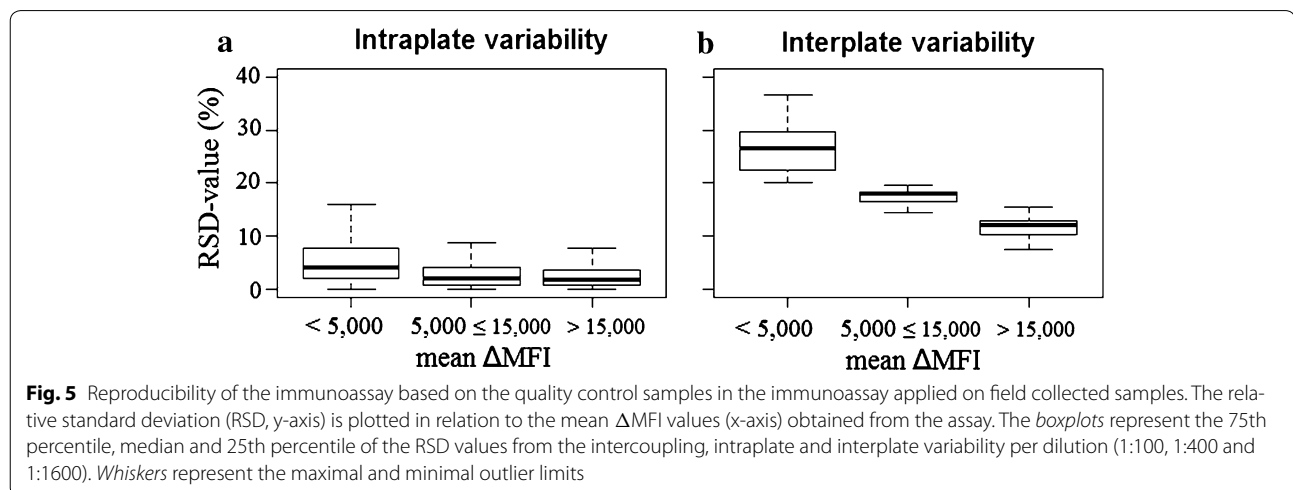 a Intraplate variability
b Interplate variability
RSD-value (%)
40
30
20
10
0
< 5,000 5,000 ≤ 15,000 > 15,000
mean ΔMFI
< 5,000 5,000 ≤ 15,000 > 15,000
mean ΔMFI
Fig. 5 Reproducibility of the immunoassay based on the quality control samples in the immunoassay applied on field collected samples. The rela-
tive standard deviation (RSD, y-axis) is plotted in relation to the mean ΔMFI values (x-axis) obtained from the assay. The boxplots represent the 75th
percentile, median and 25th percentile of the RSD values from the intercoupling, intraplate and interplate variability per dilution (1:100, 1:400 and
1:1600). Whiskers represent the maximal and minimal outlier limits